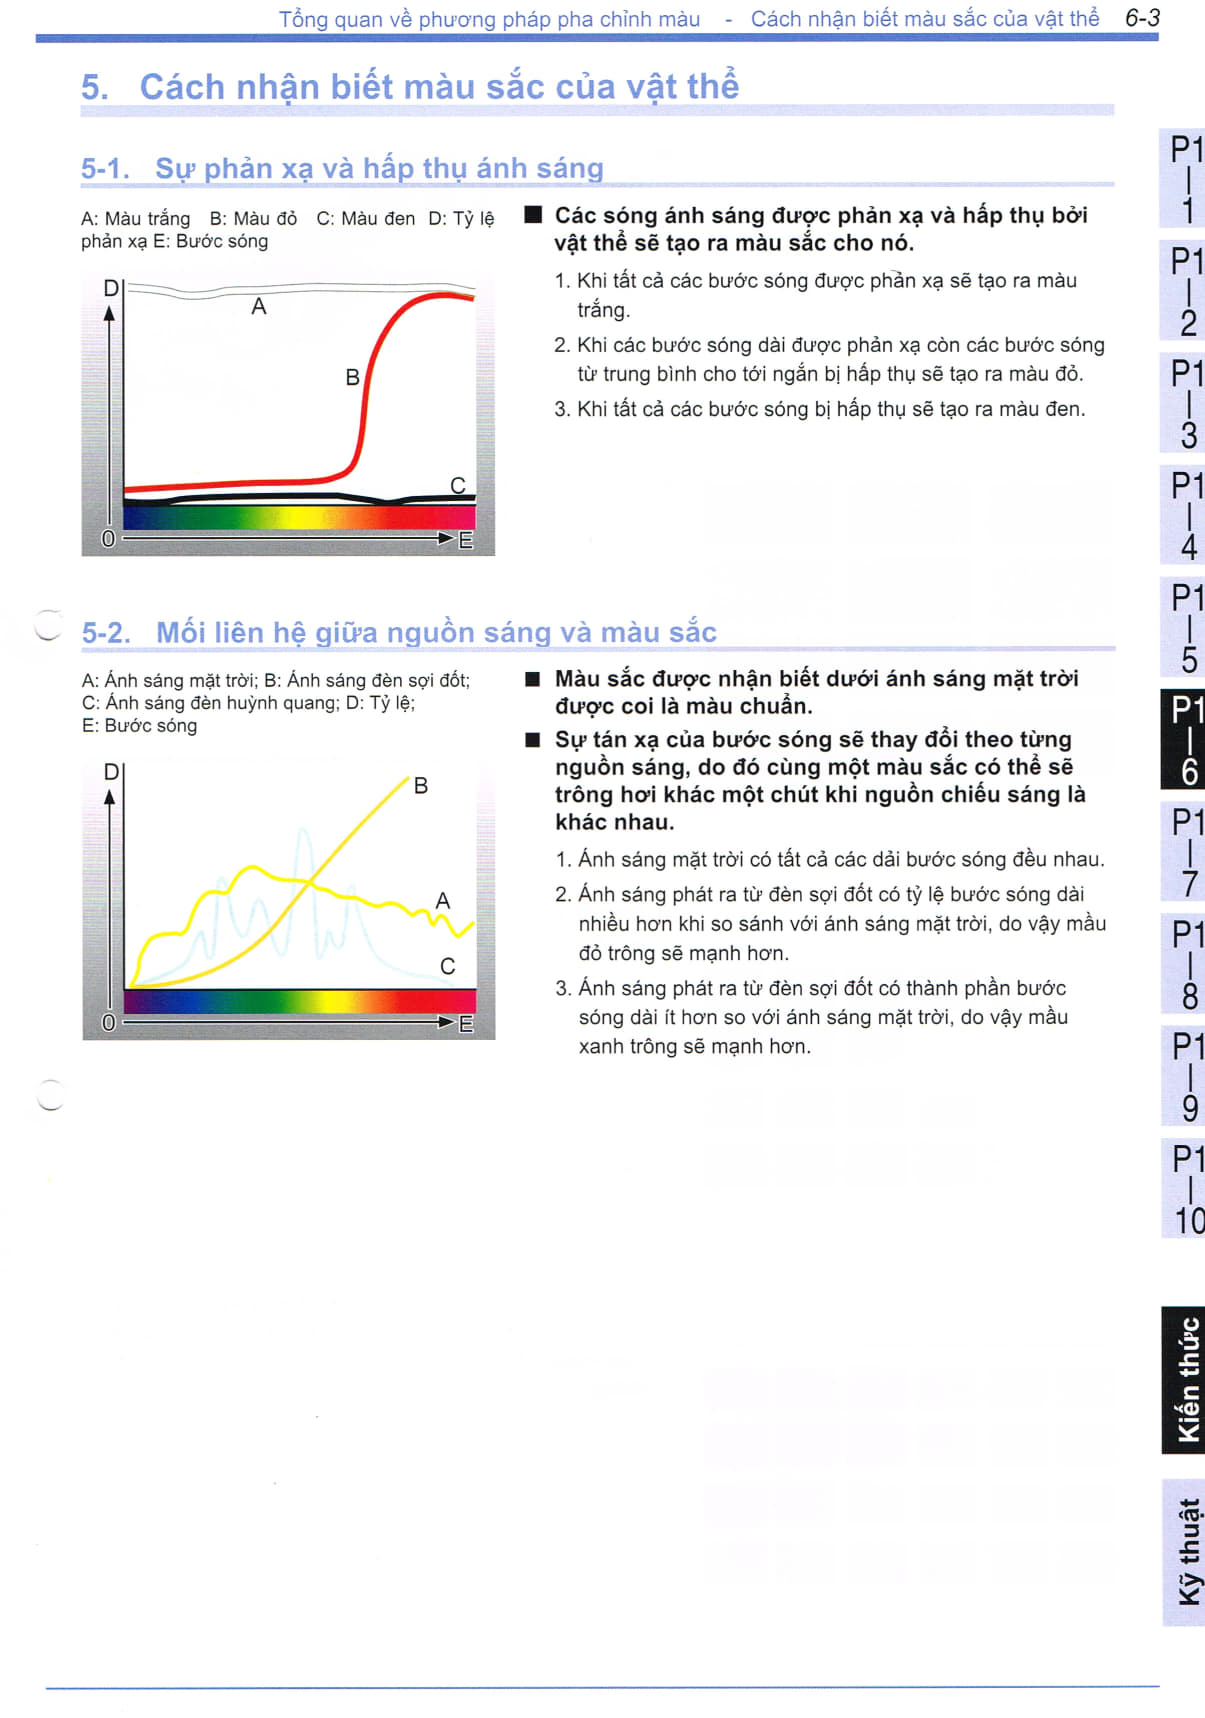 Tổng quan về phương pháp pha chỉnh màu - Cách nhận biết màu sắc của vật thể 6-3
5. Cách nhận biết màu sắc của vật thể
5-1. Sự phản xạ và hấp thụ ánh sáng
A: Màu trắng B: Màu đỏ C: Màu đen D: Tỷ lệ
phản xạ E: Bước sóng
D
A
B
C
0
E
■ Các sóng ánh sáng được phản xạ và hấp thụ bởi
vật thể sẽ tạo ra màu sắc cho nó.
1. Khi tất cả các bước sóng được phản xạ sẽ tạo ra màu
trắng.
2. Khi các bước sóng dài được phản xạ còn các bước sóng
từ trung bình cho tới ngắn bị hấp thụ sẽ tạo ra màu đỏ.
3. Khi tất cả các bước sóng bị hấp thụ sẽ tạo ra màu đen.
5-2. Mối liên hệ giữa nguồn sáng và màu sắc
A: Ánh sáng mặt trời; B: Ánh sáng đèn sợi đốt;
C: Ánh sáng đèn huỳnh quang; D: Tỷ lệ;
E: Bước sóng
D
B
A
C
0
E
■ Màu sắc được nhận biết dưới ánh sáng mặt trời
được coi là màu chuẩn.
■ Sự tán xạ của bước sóng sẽ thay đổi theo từng
nguồn sáng, do đó cùng một màu sắc có thể sẽ
trông hơi khác một chút khi nguồn chiếu sáng là
khác nhau.
1. Ánh sáng mặt trời có tất cả các dải bước sóng đều nhau.
2. Ánh sáng phát ra từ đèn sợi đốt có tỷ lệ bước sóng dài
nhiều hơn khi so sánh với ánh sáng mặt trời, do vậy mầu
đỏ trông sẽ mạnh hơn.
3. Ánh sáng phát ra từ đèn sợi đốt có thành phần bước
sóng dài ít hơn so với ánh sáng mặt trời, do vậy mầu
xanh trông sẽ mạnh hơn.
P1
|
1
P1
|
2
P1
|
3
P1
|
4
P1
|
5
P1
|
6
P1
|
7
P1
|
8
P1
|
9
P1
|
10
Kiến thức
Kỹ thuật